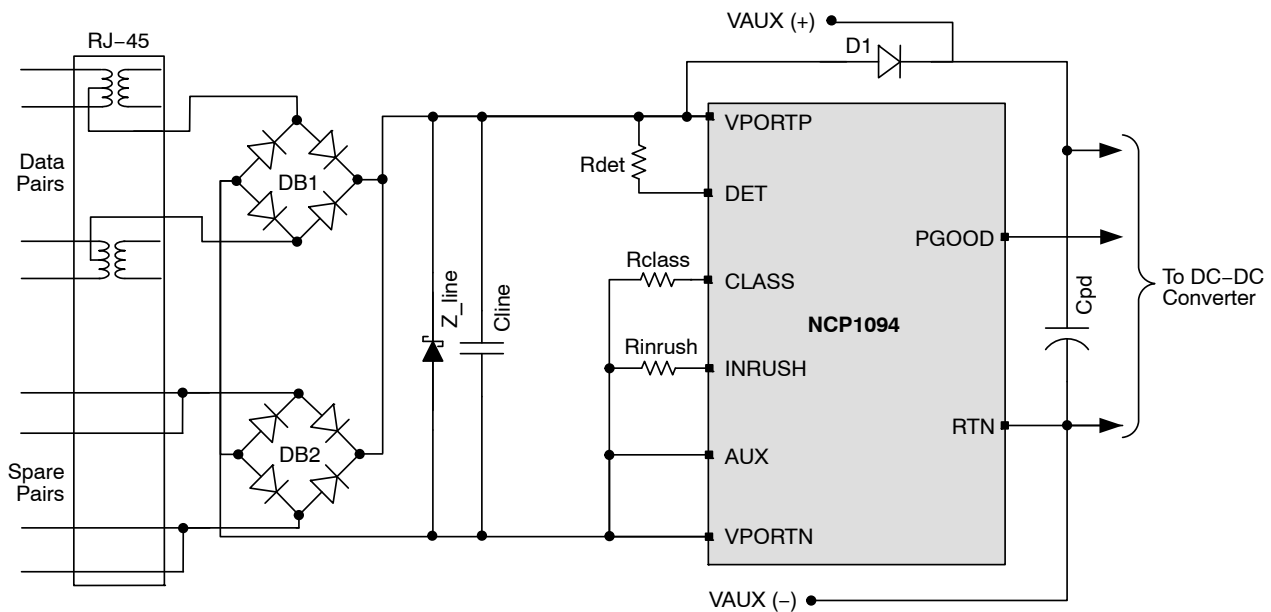 VAUX (+)
RJ−45
D1
VPORTP
Data
Pairs
Rdet
DB1
DET
PGOOD
Rclass
CLASS
To DC−DC
Converter
Z_line
Cline
Cpd
NCP1094
Rinrush
INRUSH
RTN
DB2
AUX
Spare
Pairs
VPORTN
VAUX (−)